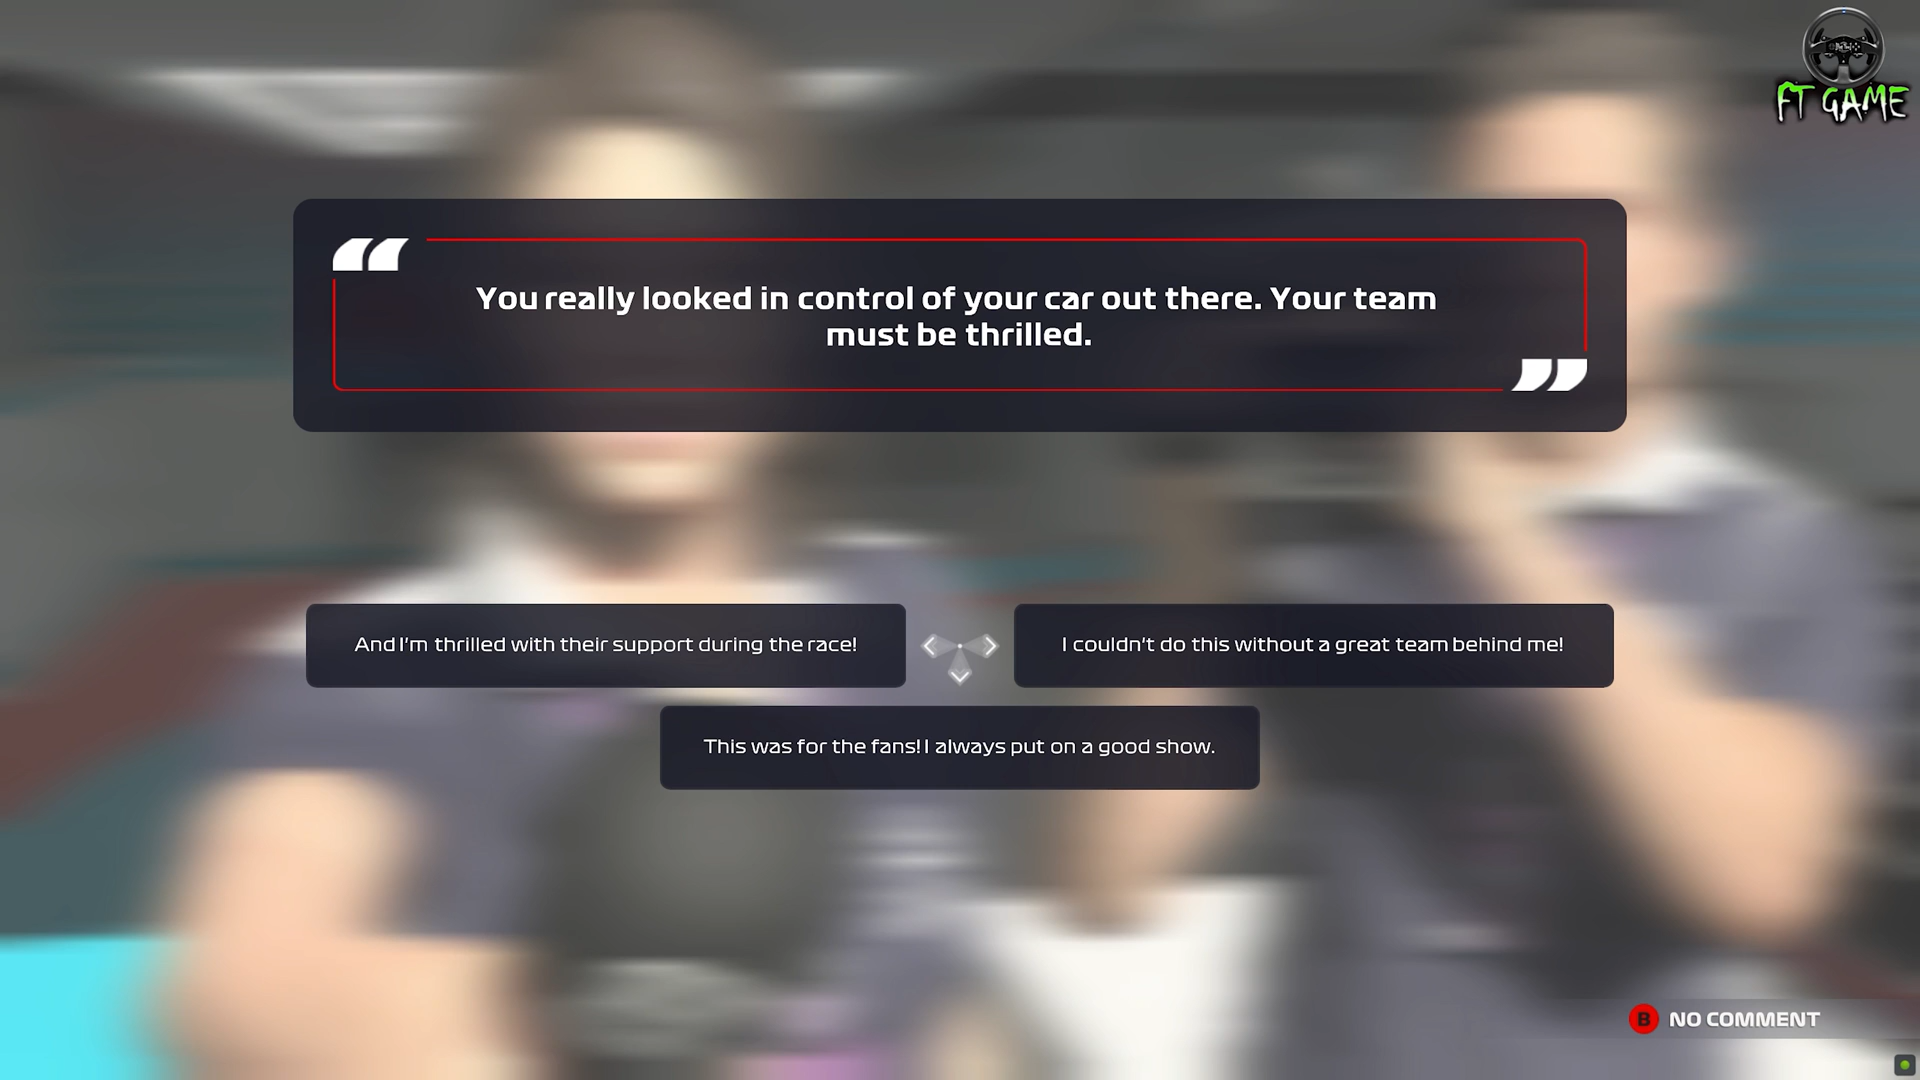 FT GAME
You really looked in control of your car out there. Your team
must be thrilled.
And I'm thrilled with their support during the race!
I couldn't do this without a great team behind me!
This was for the fans! I always put on a good show.
B NO COMMENT